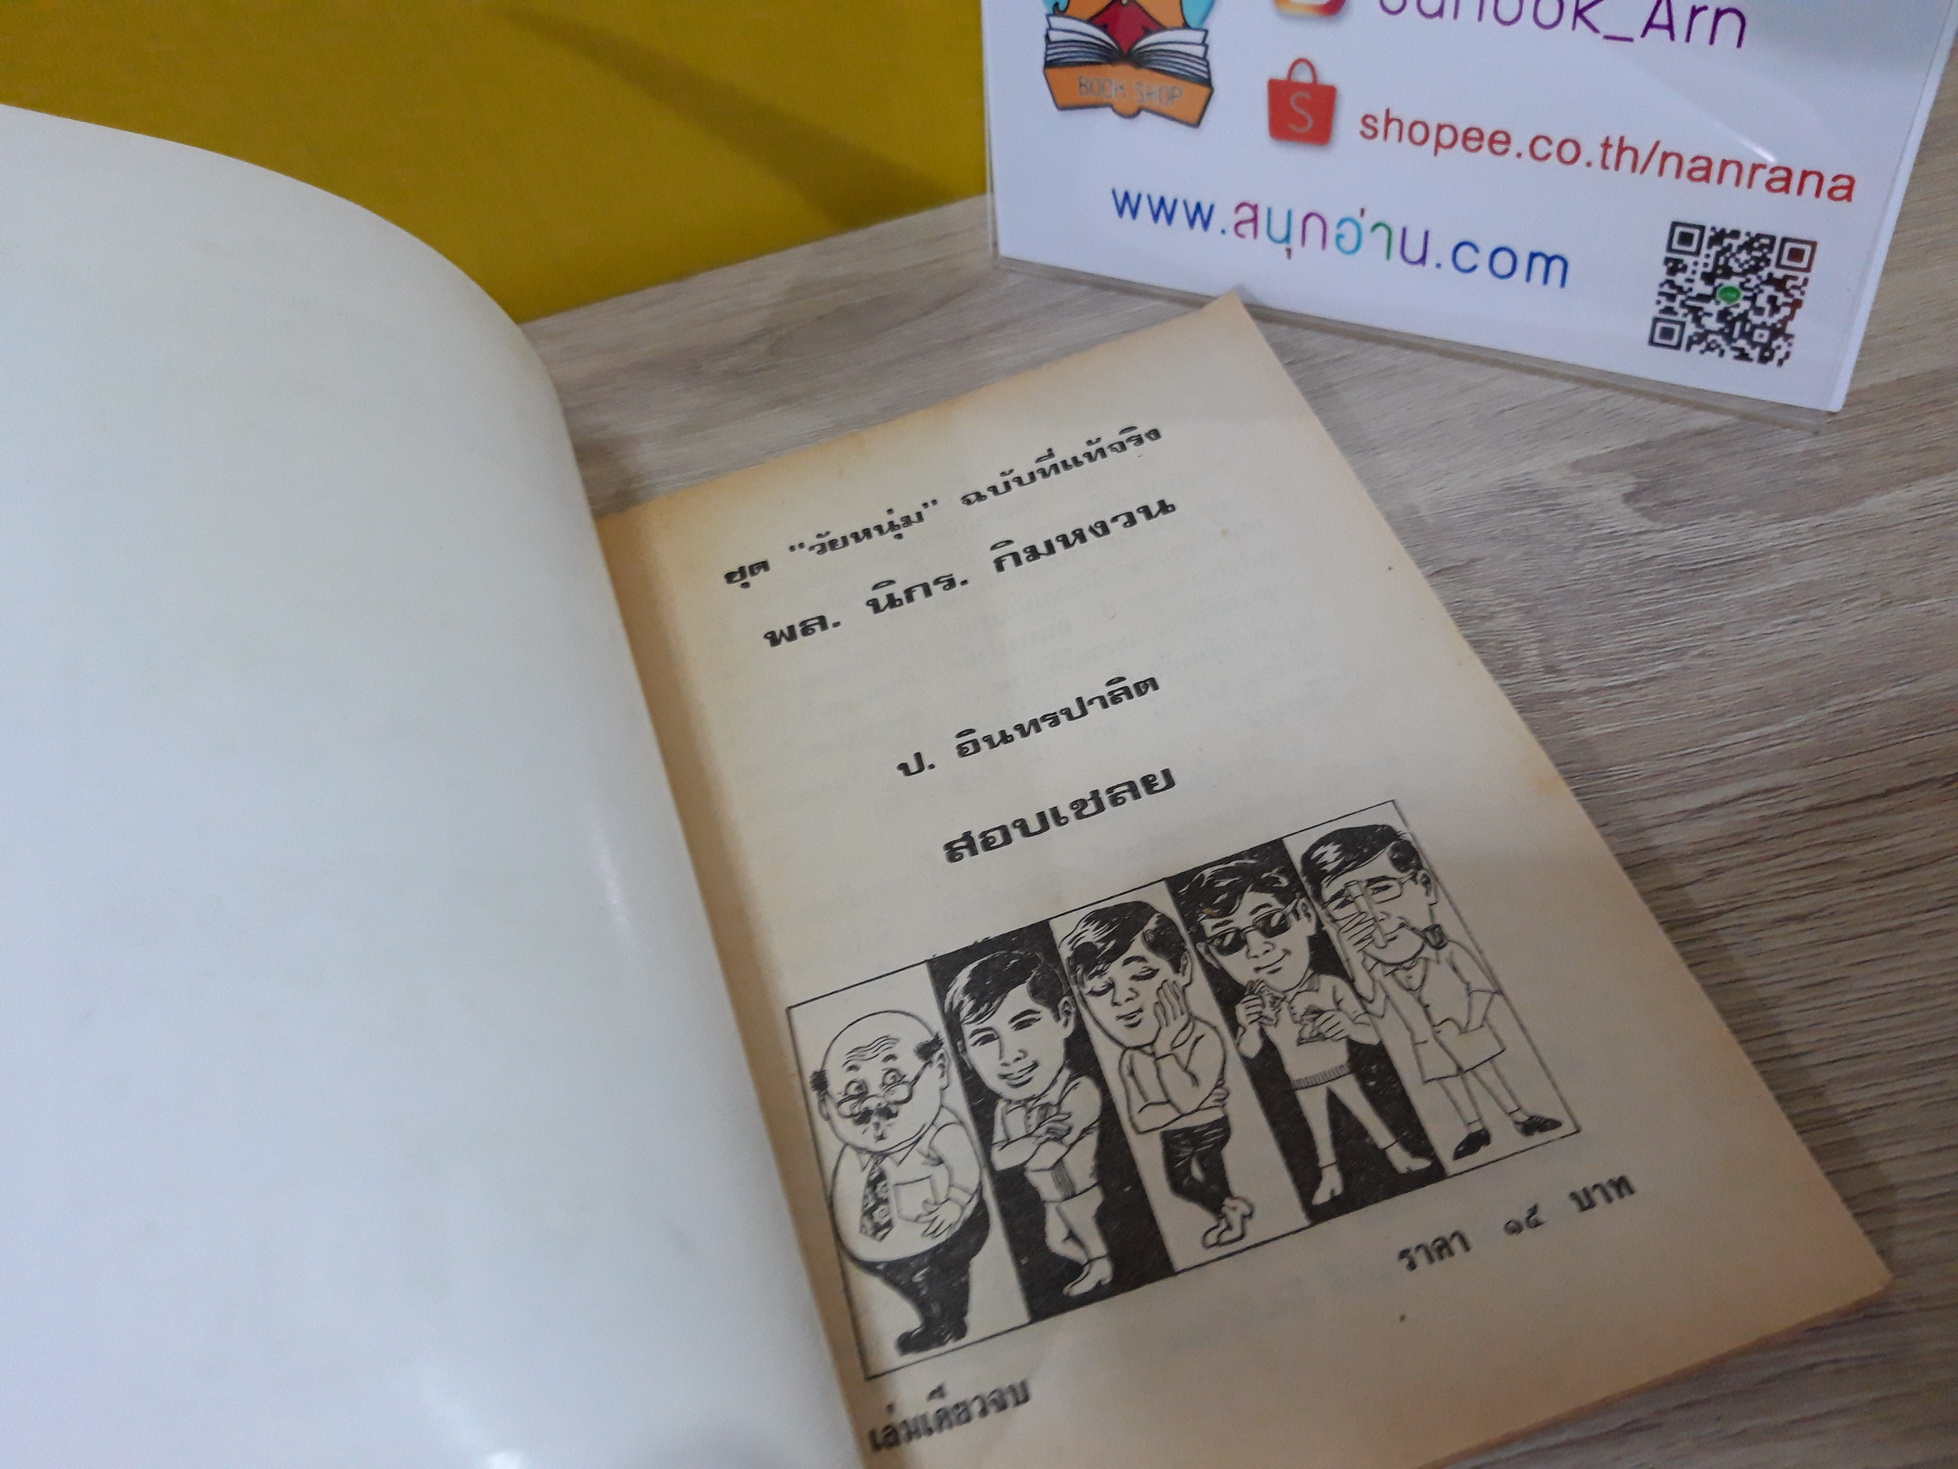 BOOK SHOP
Sanook_Arn
shopee.co.th/nanrana
www.สนุกอ่าน.com
ชุด "วัยหนุ่ม" ฉบับที่แท้จริง
พล. นิกร. กิมหงวน
ป. อินทรปาลิต
สอบเชลย
ราคา ๑๕ บาท
เล่มเดียวจบ